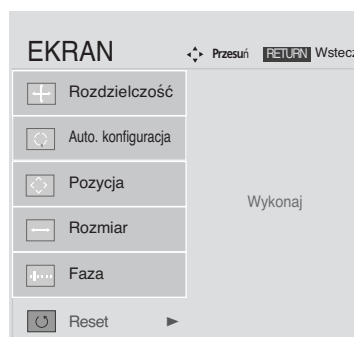 EKRAN
Przesuń RETURN Wstecz
Rozdzielczość
Auto. konfiguracja
Pozycja
Wykonaj
Rozmiar
Faza
Reset